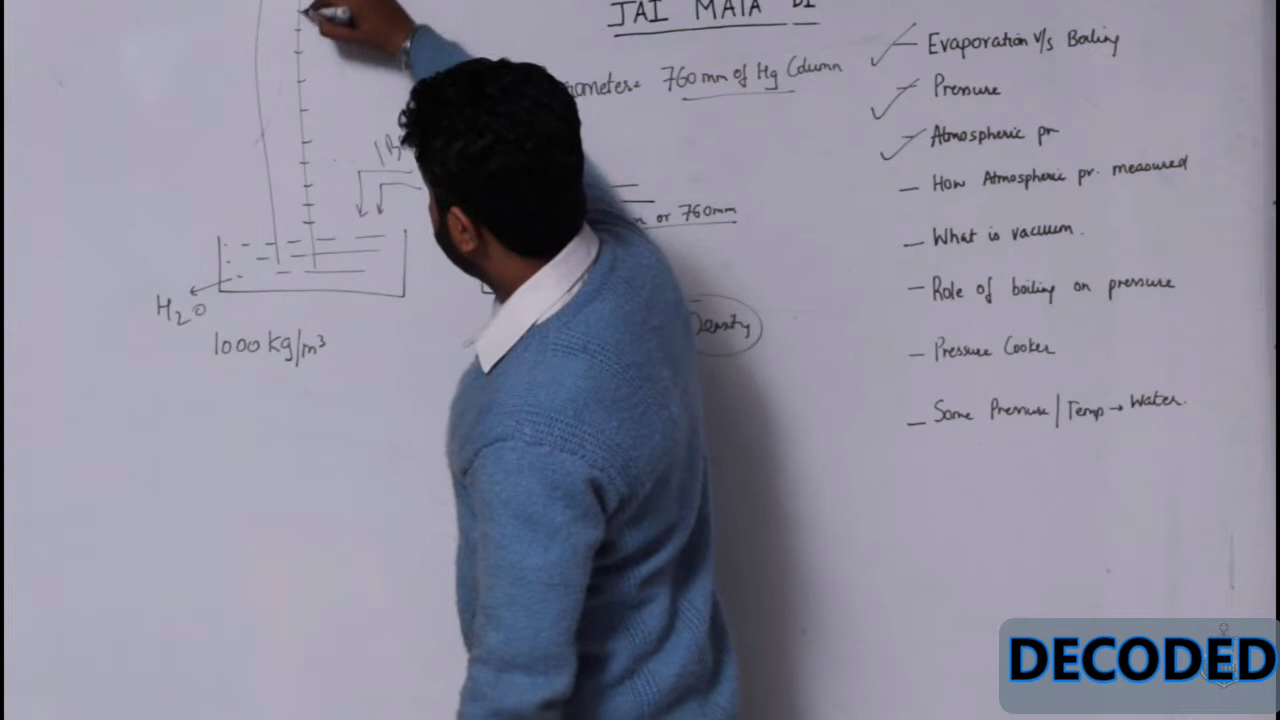 JAI MATA DI
= 760 mm of Hg Column
1 B
or 760mm
H2O
1000 kg/m³
Density
— Evaporation v/s Boiling
— Pressure
— Atmospheric pr
— How Atmospheric pr. measured
— What is vacuum.
— Role of boiling on pressure
— Pressure Cooker
— Some Pressure | Temp → Water.
DECODED